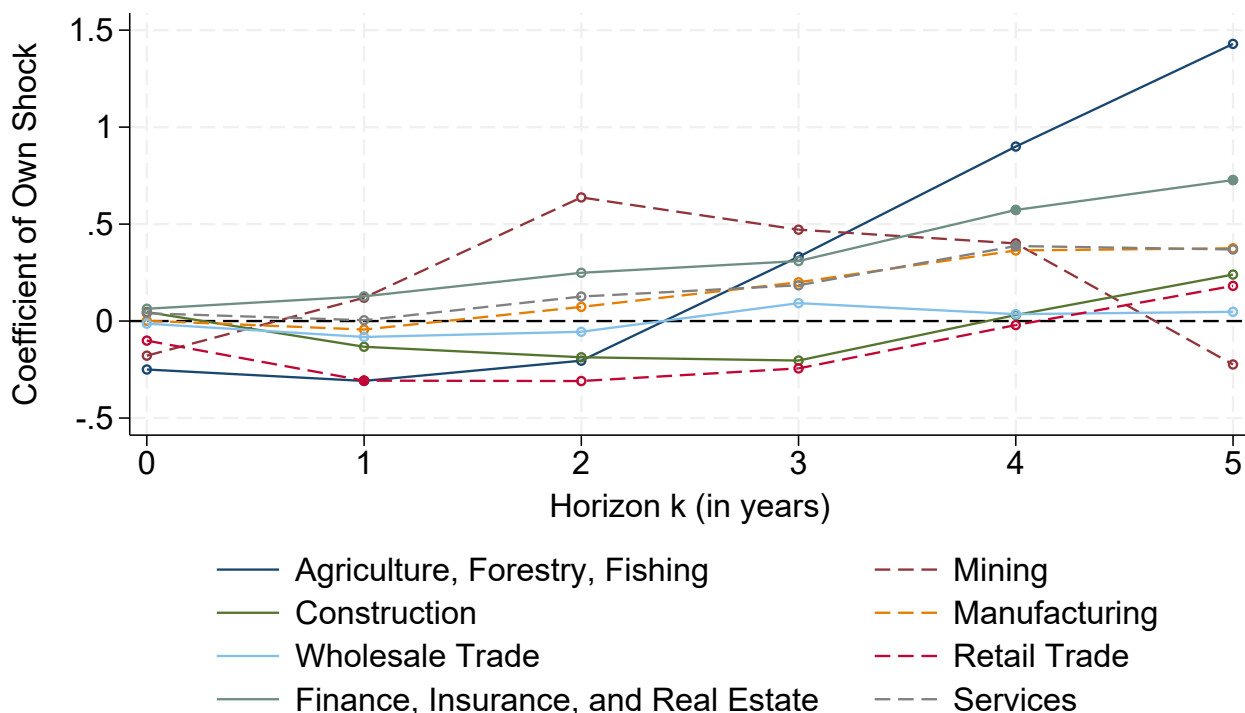 1.5
1
.5
0
-.5
Coefficient of Own Shock
0 1 2 3 4 5
Horizon k (in years)
Agriculture, Forestry, Fishing Mining
Construction Manufacturing
Wholesale Trade Retail Trade
Finance, Insurance, and Real Estate Services